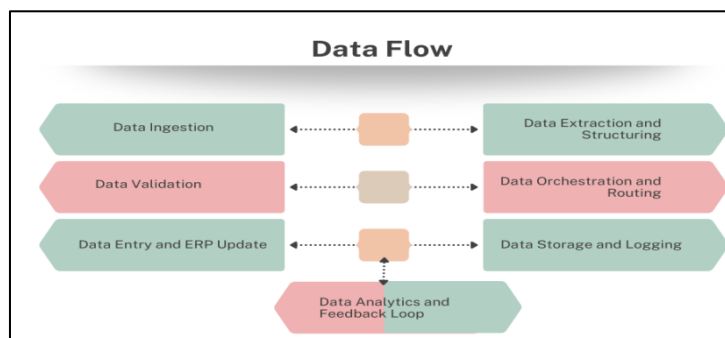 Data Flow
Data Ingestion
Data Extraction and
Structuring
Data Validation
Data Orchestration and
Routing
Data Entry and ERP Update
Data Storage and Logging
Data Analytics and
Feedback Loop